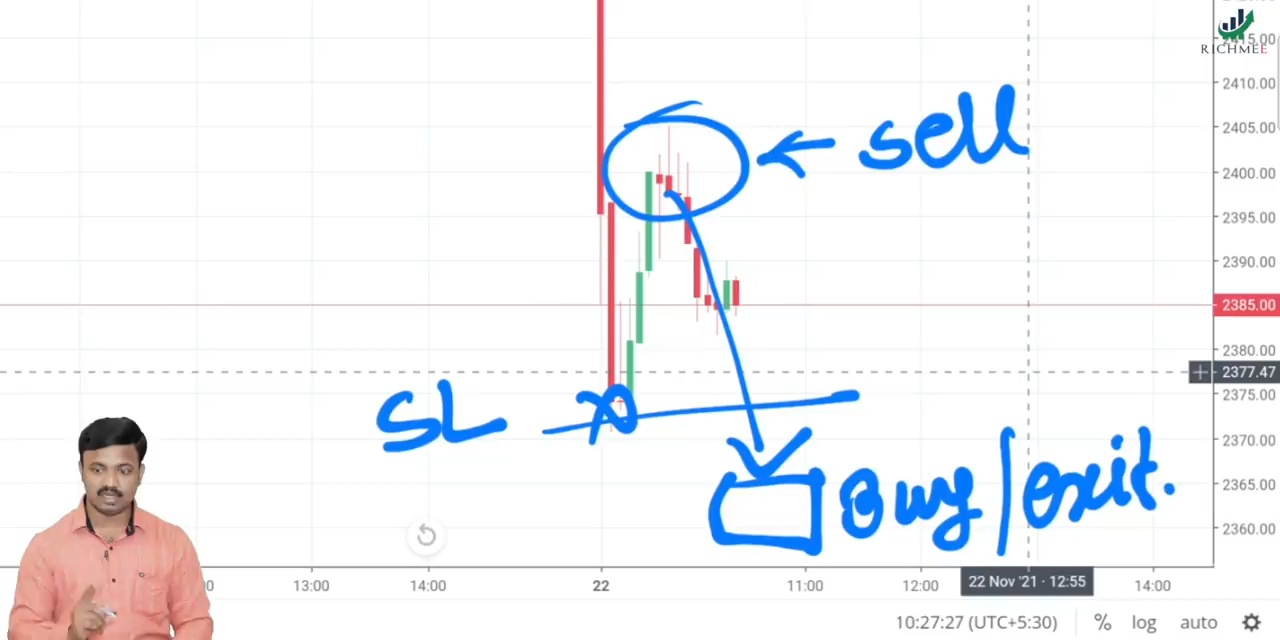 RICHMEE
2415.00
2410.00
sell
2405.00
2400.00
2395.00
2390.00
2385.00
2380.00
2377.47
2375.00
SL
2370.00
2365.00
Buy/exit.
2360.00
13:00 14:00 22 11:00 12:00 22 Nov '21 · 12:55 14:00
10:27:27 (UTC+5:30) % log auto